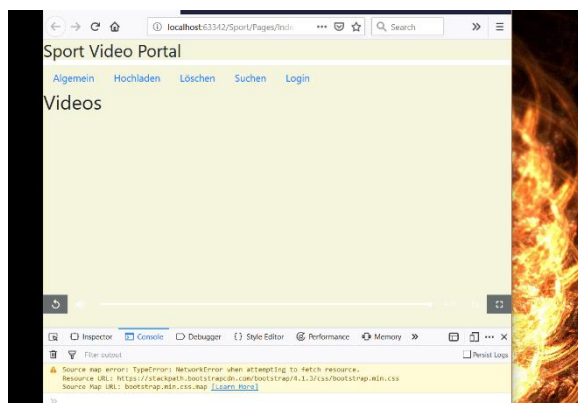 localhost:63342/Sport/Pages/Inde
Search
Sport Video Portal
Algemein Hochladen Löschen Suchen Login
Videos
Inspector Console Debugger {} Style Editor Performance Memory
Filter output
Persist Logs
Source map error: TypeError: NetworkError when attempting to fetch resource.
Resource URL: https://stackpath.bootstrapcdn.com/bootstrap/4.1.3/css/bootstrap.min.css
Source Map URL: bootstrap.min.css.map [Learn More]